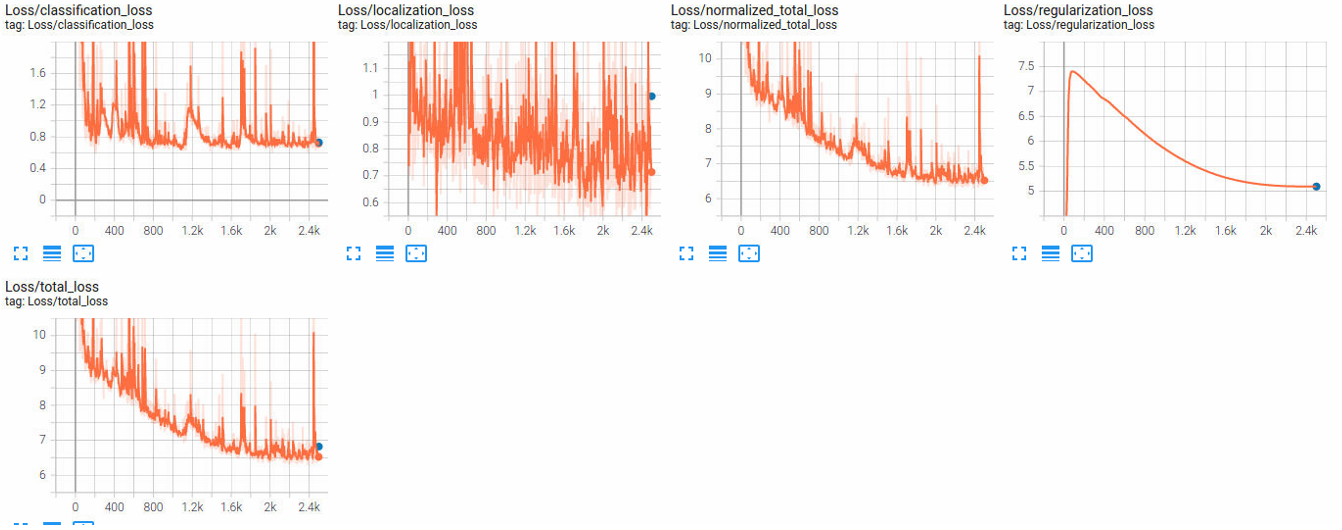 Loss/classification_loss
tag: Loss/classification_loss
1.6
1.2
0.8
0.4
0
0 400 800 1.2k 1.6k 2k 2.4k
Loss/localization_loss
tag: Loss/localization_loss
1.1
1
0.9
0.8
0.7
0.6
0 400 800 1.2k 1.6k 2k 2.4k
Loss/normalized_total_loss
tag: Loss/normalized_total_loss
10
9
8
7
6
0 400 800 1.2k 1.6k 2k 2.4k
Loss/regularization_loss
tag: Loss/regularization_loss
7.5
7
6.5
6
5.5
5
0 400 800 1.2k 1.6k 2k 2.4k
Loss/total_loss
tag: Loss/total_loss
10
9
8
7
6
0 400 800 1.2k 1.6k 2k 2.4k